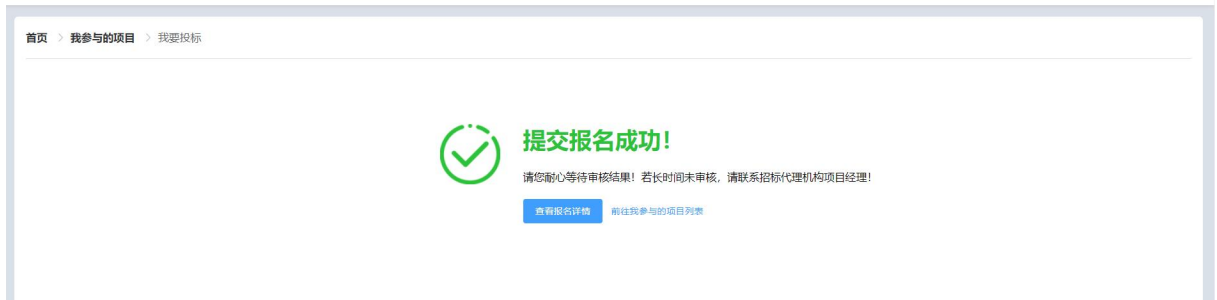 首页 > 我参与的项目 > 我要投标
提交报名成功！
请您耐心等待审核结果！若长时间未审核，请联系招标代理机构项目经理！
查看报名详情 前往我参与的项目列表